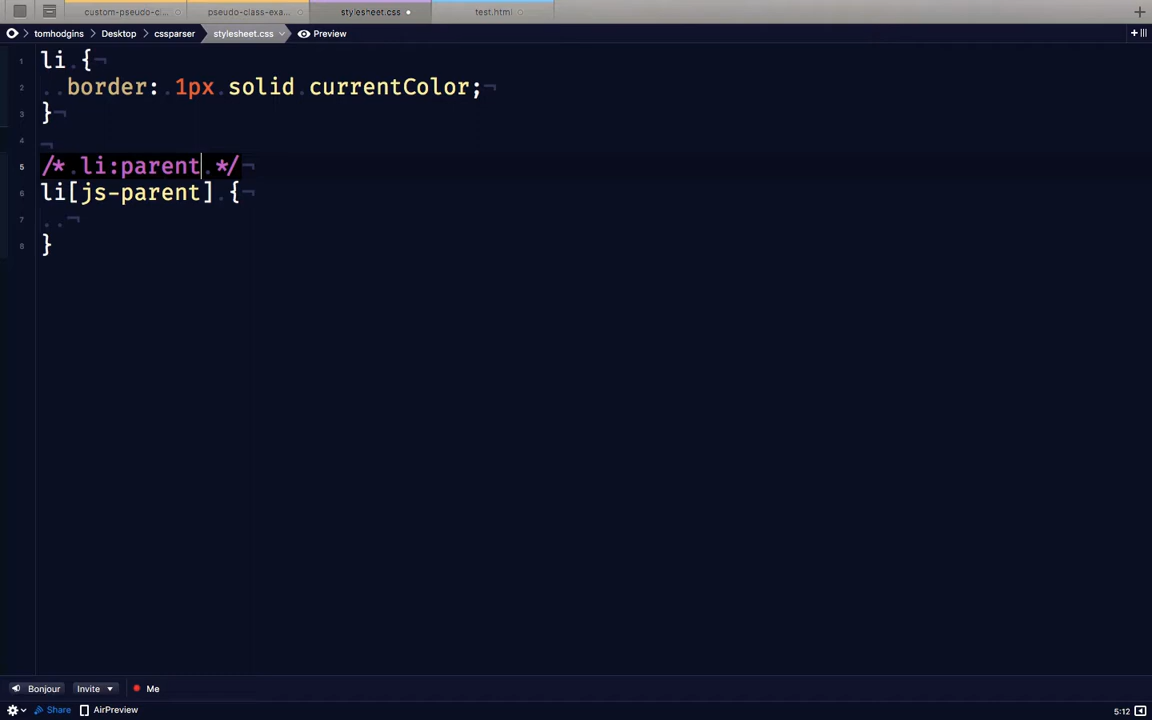 custom-pseudo-cl...
pseudo-class-exa...
stylesheet.css
test.html
tomhodgins Desktop cssparser stylesheet.css Preview
1 li {
2 border: 1px solid currentColor;
3 }
4
5 /* li:parent */
6 li[js-parent] {
7
8 }
Bonjour Invite Me
Share AirPreview 5:12